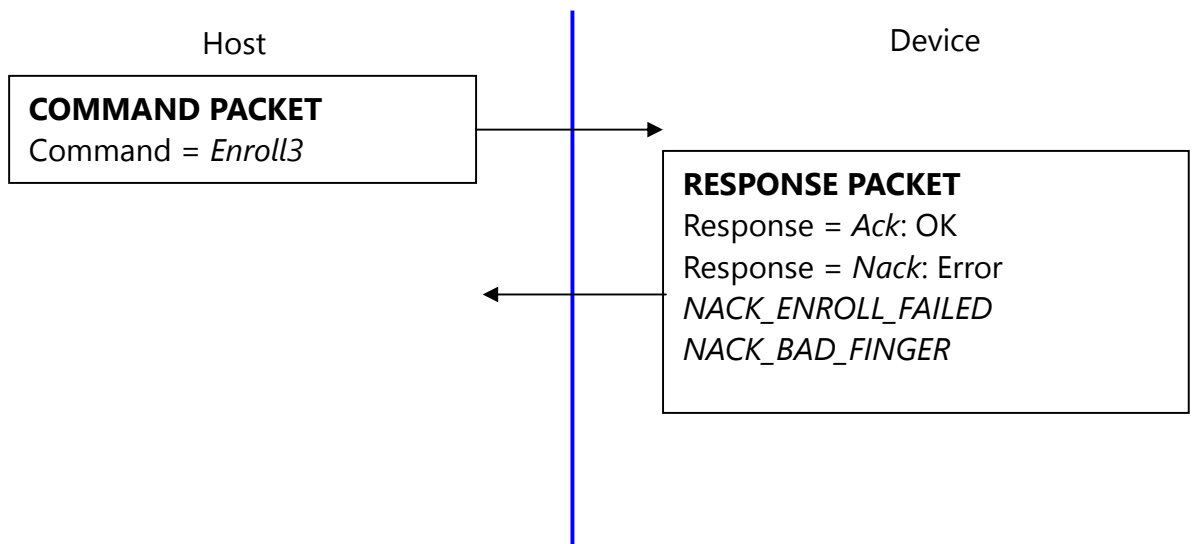 Host
Device
COMMAND PACKET
Command = Enroll3
RESPONSE PACKET
Response = Ack: OK
Response = Nack: Error
NACK_ENROLL_FAILED
NACK_BAD_FINGER